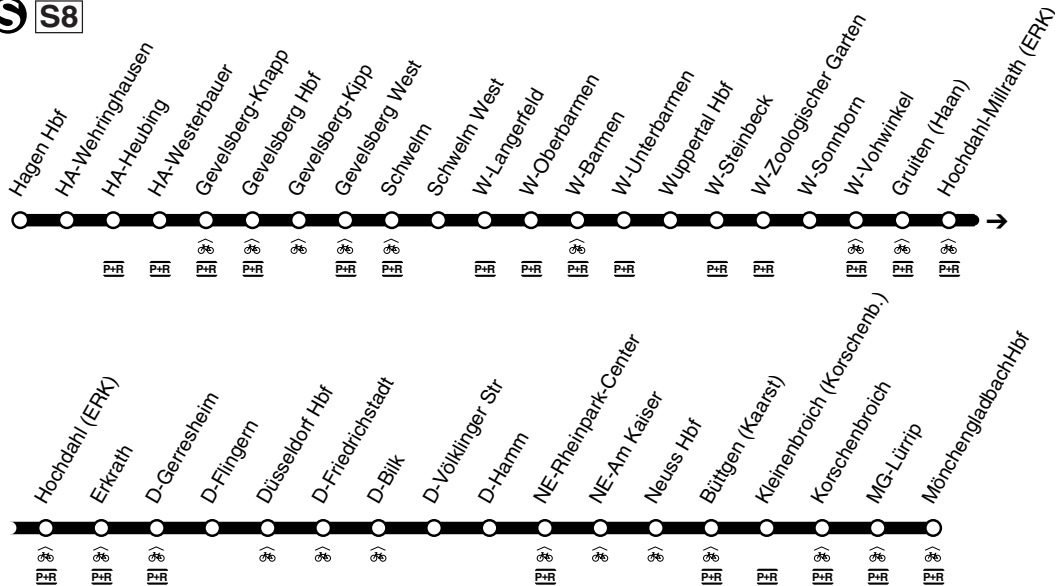 S S8
Hagen Hbf
HA-Wehringhausen
HA-Heubing
HA-Westerbauer
Gevelsberg-Knapp
Gevelsberg Hbf
Gevelsberg-Kipp
Gevelsberg West
Schwelm
Schwelm West
W-Langerfeld
W-Oberbarmen
W-Barmen
W-Unterbarmen
Wuppertal Hbf
W-Steinbeck
W-Zoologischer Garten
W-Sonnborn
W-Vohwinkel
Gruiten (Haan)
Hochdahl-Millrath (ERK)
P+R P+R P+R P+R P+R P+R P+R P+R P+R P+R P+R P+R P+R P+R P+R
Hochdahl (ERK)
Erkrath
D-Gerresheim
D-Flingern
Düsseldorf Hbf
D-Friedrichstadt
D-Bilk
D-Völklinger Str
D-Hamm
NE-Rheinpark-Center
NE-Am Kaiser
Neuss Hbf
Büttgen (Kaarst)
Kleinenbroich (Korschenb.)
Korschenbroich
MG-Lürrip
MönchengladbachHbf
P+R P+R P+R P+R P+R P+R P+R P+R P+R